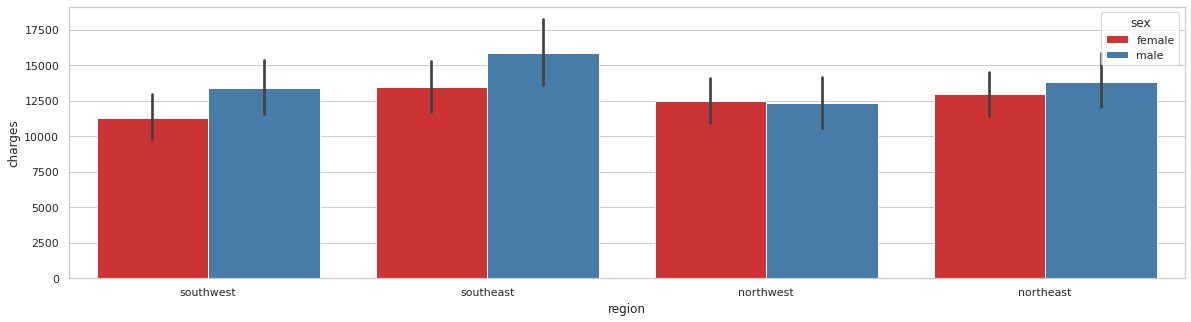 17500
15000
12500
10000
7500
5000
2500
0
charges
sex
female
male
southwest
southeast
northwest
northeast
region